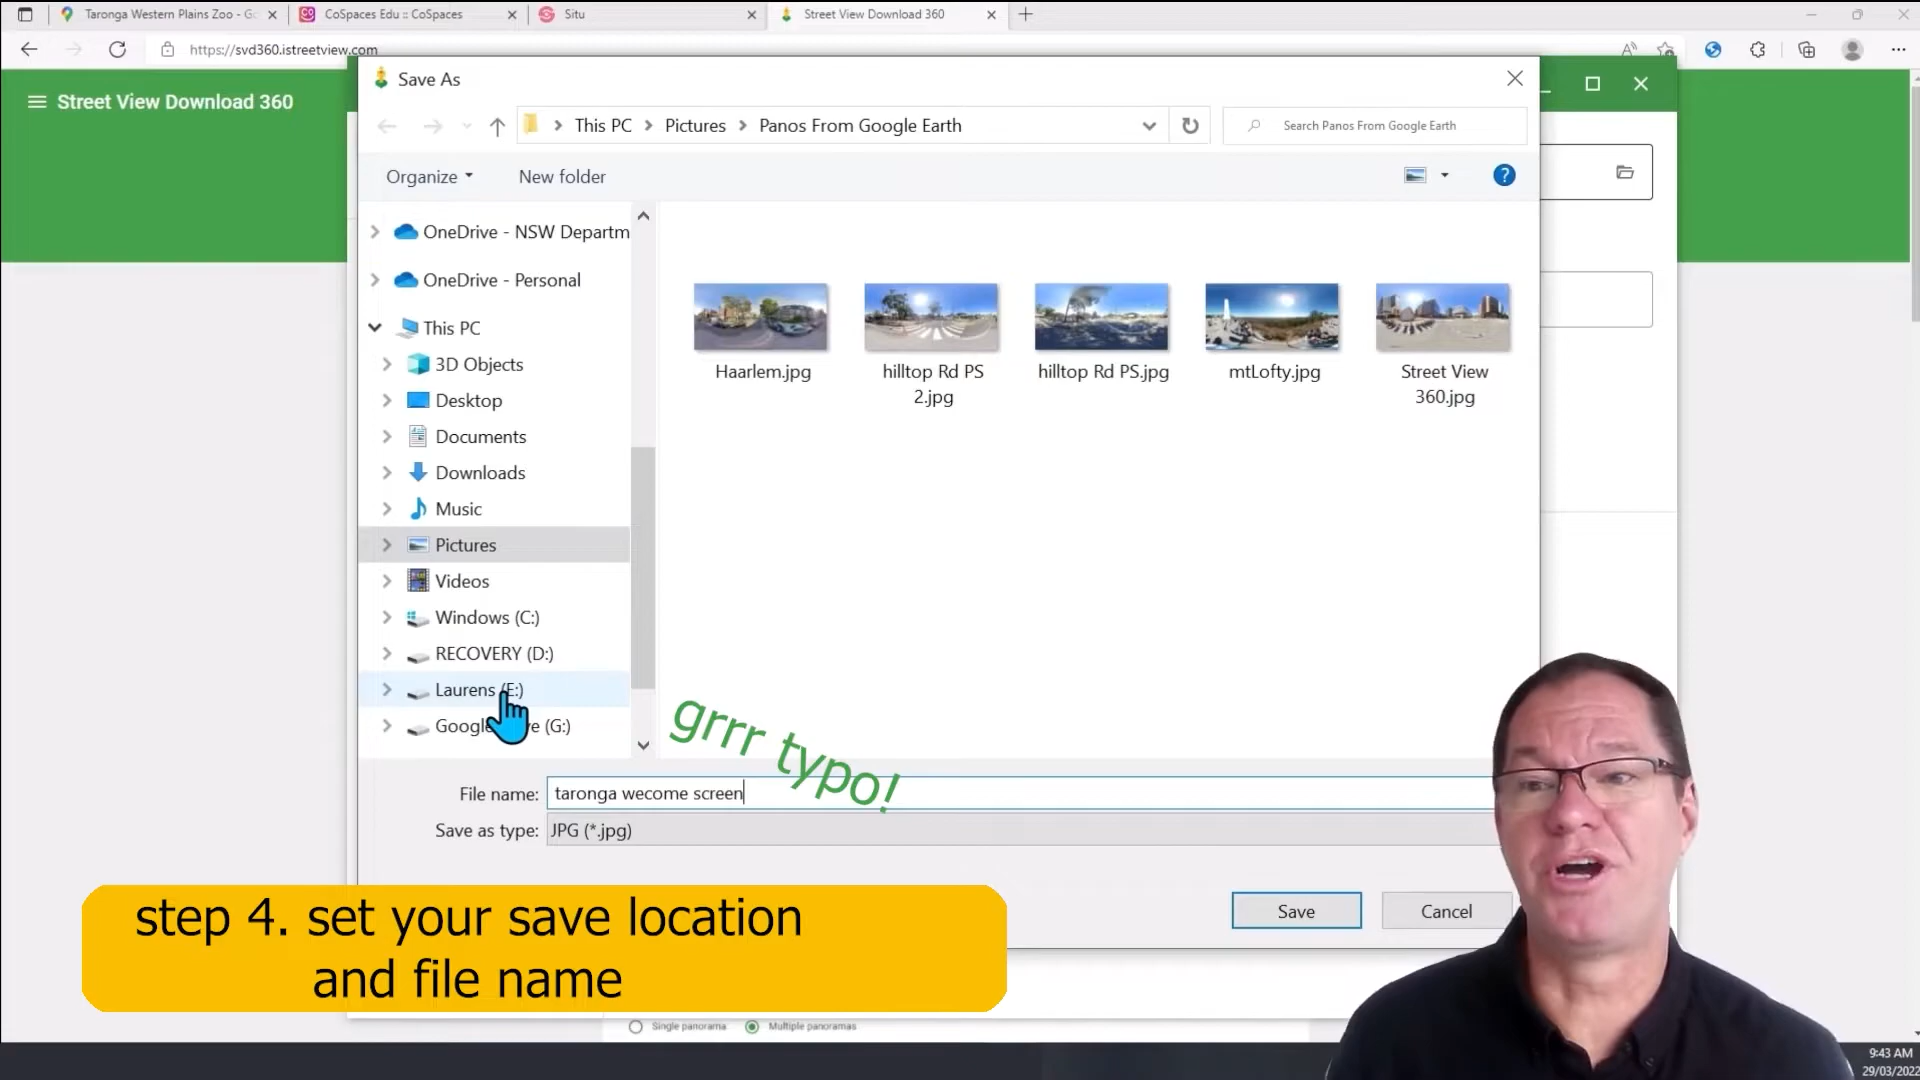 Taronga Western Plains Zoo - Go
CoSpaces Edu :: CoSpaces
Situ
Street View Download 360
https://svd360.istreetview.com
Street View Download 360
Save As
This PC > Pictures > Panos From Google Earth
Search Panos From Google Earth
Organize
New folder
OneDrive - NSW Departm
OneDrive - Personal
This PC
3D Objects
Desktop
Documents
Downloads
Music
Pictures
Videos
Windows (C:)
RECOVERY (D:)
Laurens (E:)
Google (G:)
Haarlem.jpg
hilltop Rd PS
2.jpg
hilltop Rd PS.jpg
mtLofty.jpg
Street View
360.jpg
grrr typo!
File name: taronga wecome screen
Save as type: JPG (*.jpg)
Save
Cancel
step 4. set your save location
and file name
Single panorama
Multiple panoramas
9:43 AM
29/03/2022